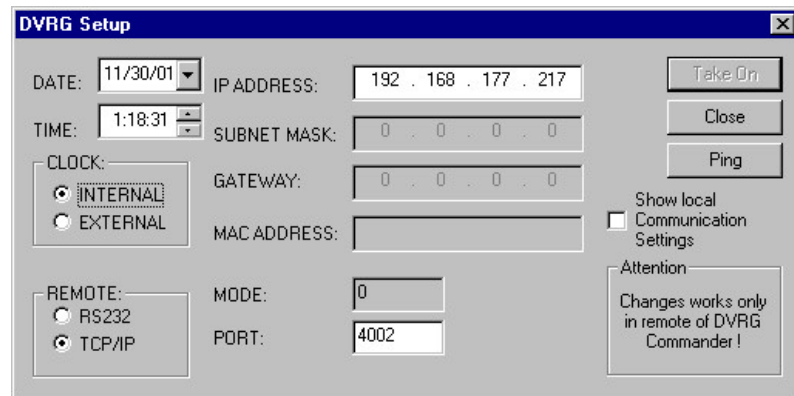 DVRG Setup
DATE: 11/30/01
TIME: 1:18:31
CLOCK:
INTERNAL
EXTERNAL
REMOTE:
RS232
TCP/IP
IP ADDRESS: 192 . 168 . 177 . 217
SUBNET MASK: 0 . 0 . 0 . 0
GATEWAY: 0 . 0 . 0 . 0
MAC ADDRESS:
MODE: 0
PORT: 4002
Take On
Close
Ping
Show local
Communication
Settings
Attention
Changes works only
in remote of DVRG
Commander !